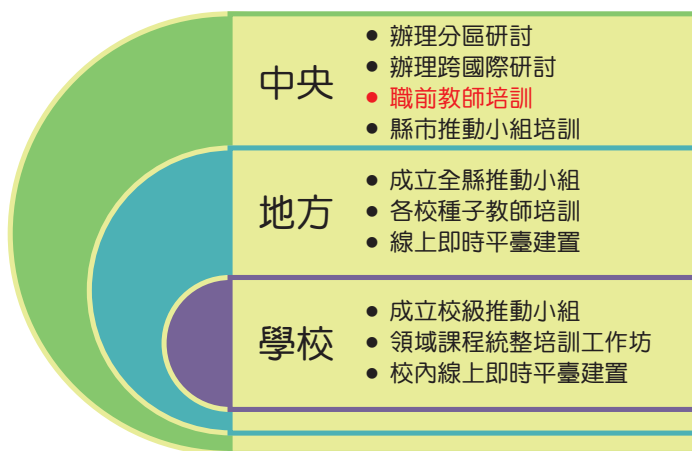 中央
● 辦理分區研討
● 辦理跨國際研討
● 職前教師培訓
● 縣市推動小組培訓
地方
● 成立全縣推動小組
● 各校種子教師培訓
● 線上即時平臺建置
學校
● 成立校級推動小組
● 領域課程統整培訓工作坊
● 校內線上即時平臺建置